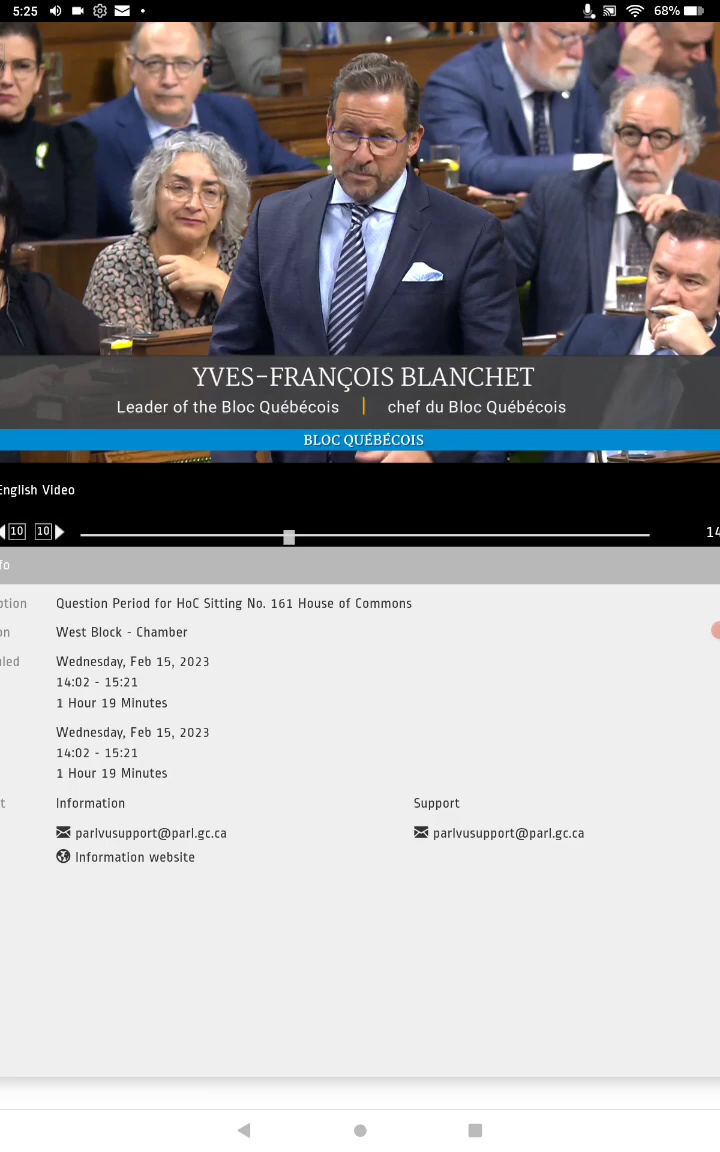 5:25 68%
YVES-FRANÇOIS BLANCHET
Leader of the Bloc Québécois | chef du Bloc Québécois
BLOC QUÉBÉCOIS
English Video
10 10 14
fo
ption Question Period for HoC Sitting No. 161 House of Commons
on West Block - Chamber
uled Wednesday, Feb 15, 2023
14:02 - 15:21
1 Hour 19 Minutes
Wednesday, Feb 15, 2023
14:02 - 15:21
1 Hour 19 Minutes
t Information Support
parlvusupport@parl.gc.ca parlvusupport@parl.gc.ca
Information website